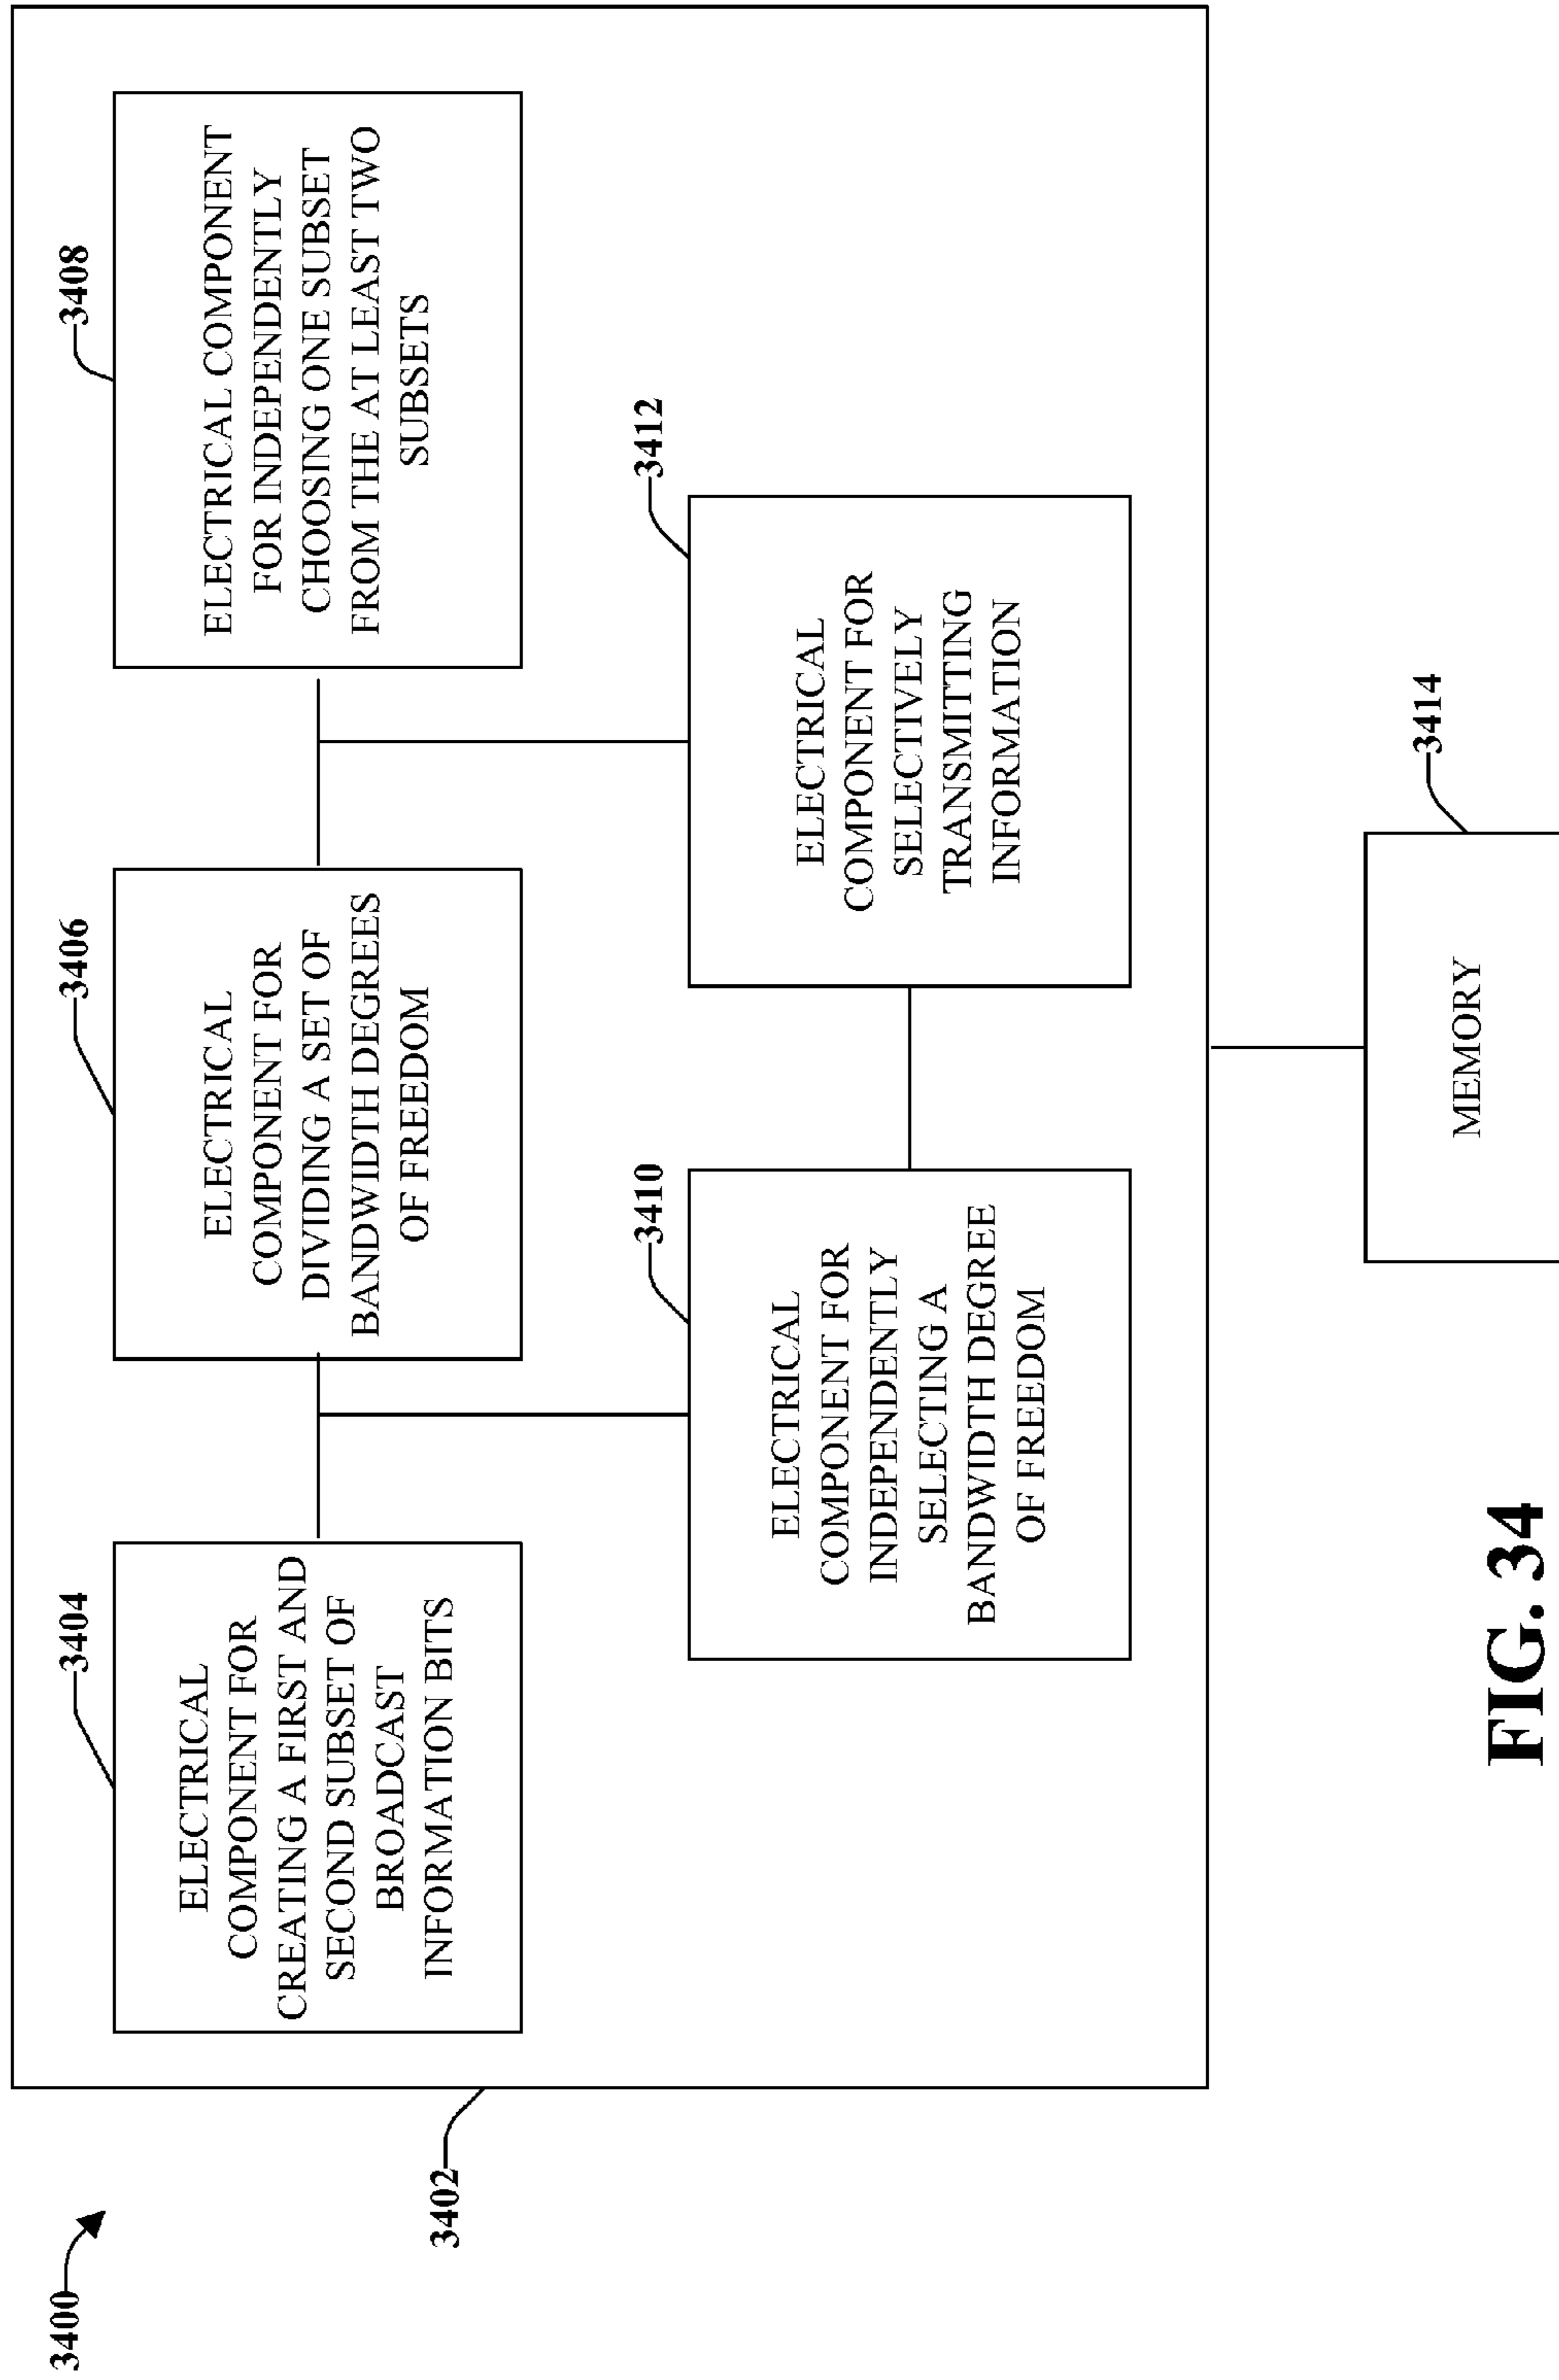 3400
3402
3404
ELECTRICAL
COMPONENT FOR
CREATING A FIRST AND
SECOND SUBSET OF
BROADCAST
INFORMATION BITS
3406
ELECTRICAL
COMPONENT FOR
DIVIDING A SET OF
BANDWIDTH DEGREES
OF FREEDOM
3408
ELECTRICAL COMPONENT
FOR INDEPENDENTLY
CHOOSING ONE SUBSET
FROM THE AT LEAST TWO
SUBSETS
3410
ELECTRICAL
COMPONENT FOR
INDEPENDENTLY
SELECTING A
BANDWIDTH DEGREE
OF FREEDOM
3412
ELECTRICAL
COMPONENT FOR
SELECTIVELY
TRANSMITTING
INFORMATION
3414
MEMORY
FIG. 34